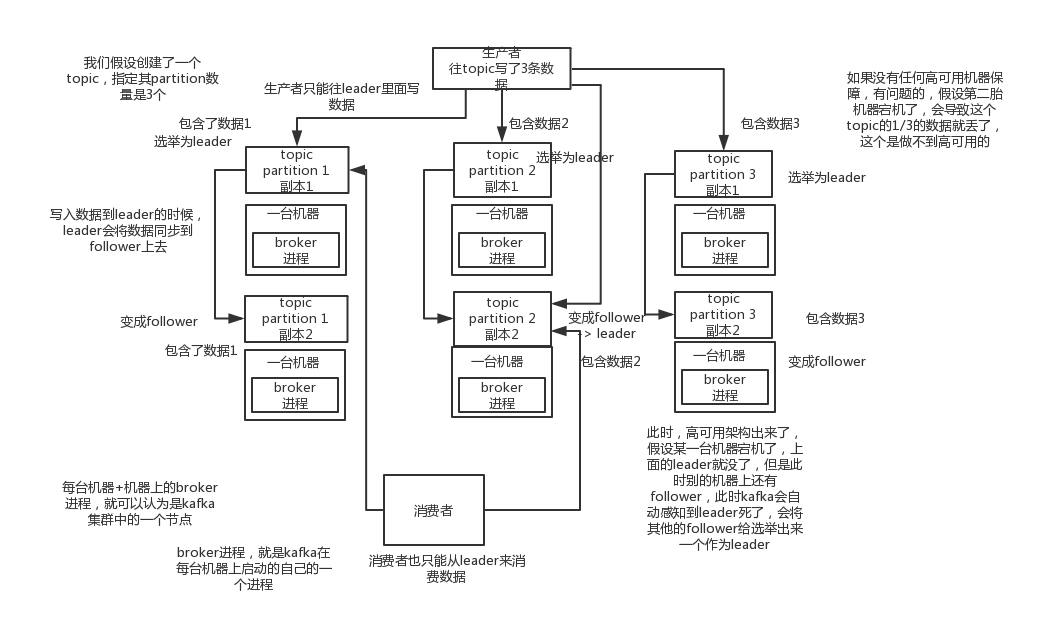 生产者
往topic写了3条数
据
我们假设创建了一个
topic，指定其partition数
量是3个
生产者只能往leader里面写
数据
如果没有任何高可用机器保
障，有问题的，假设第二胎
机器宕机了，会导致这个
topic的1/3的数据就丢了，
这个是做不到高可用的
包含了数据1
包含数据2
包含数据3
选举为leader
topic
partition 1
副本1
topic
partition 2
副本1
选举为leader
topic
partition 3
副本1
选举为leader
写入数据到leader的时候，
leader会将数据同步到
follower上去
一台机器
broker
进程
一台机器
broker
进程
一台机器
broker
进程
变成follower
topic
partition 1
副本2
topic
partition 2
副本2
变成follower
-> leader
topic
partition 3
副本2
包含数据3
包含了数据1
一台机器
broker
进程
一台机器
broker
进程
包含数据2
一台机器
broker
进程
变成follower
此时，高可用架构出来了，
假设某一台机器宕机了，上
面的leader就没了，但是此
时别的机器上还有
follower，此时kafka会自
动感知到leader死了，会将
其他的follower给选举出来
一个作为leader
每台机器+机器上的broker
进程，就可以认为是kafka
集群中的一个节点
消费者
broker进程，就是kafka在
每台机器上启动的自己的一
个进程
消费者也只能从leader来消
费数据